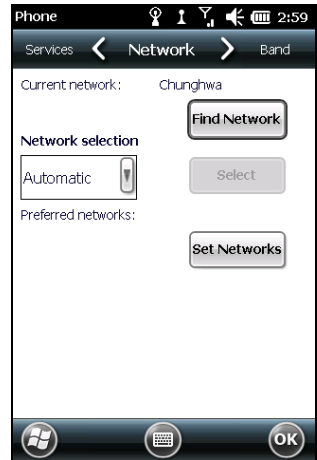 Phone 2:59
Services Network Band
Current network: Chunghwa
Find Network
Network selection
Automatic Select
Preferred networks:
Set Networks
OK